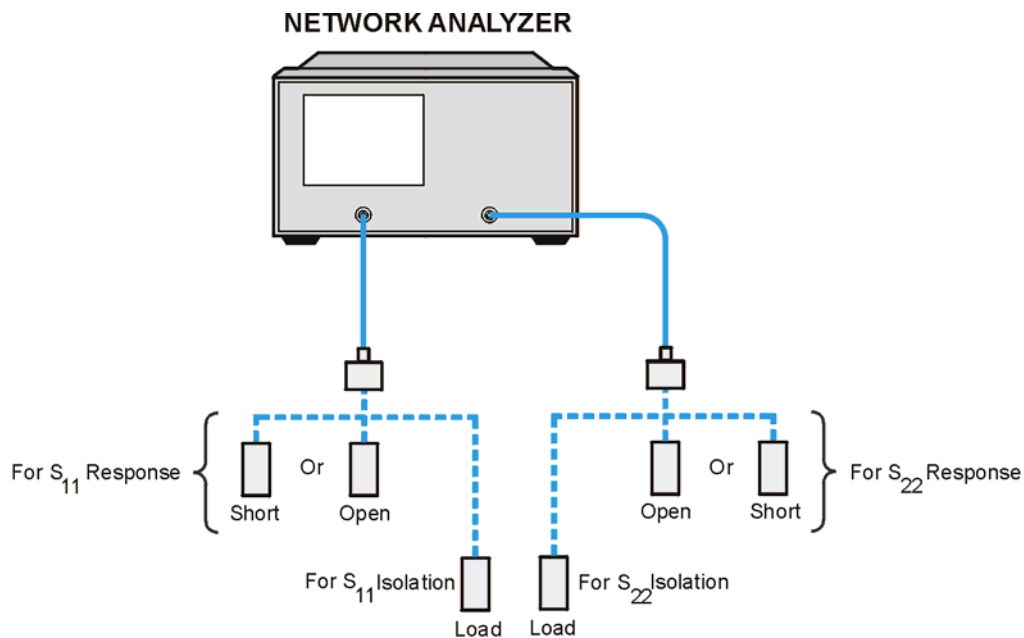 NETWORK ANALYZER
For S11 Response
Short
Or
Open
Open
Or
Short
For S22 Response
For S11 Isolation
Load
For S22 Isolation
Load